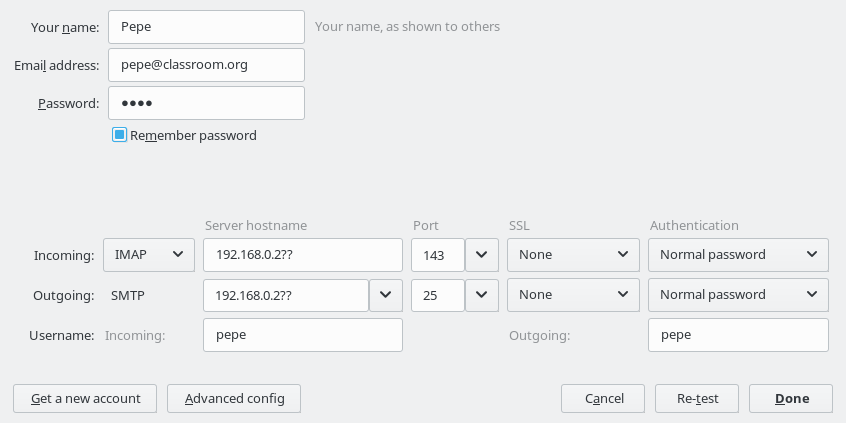 Your name: Pepe Your name, as shown to others
Email address: pepe@classroom.org
Password: ●●●●
Remember password
Server hostname Port SSL Authentication
Incoming: IMAP 192.168.0.2?? 143 None Normal password
Outgoing: SMTP 192.168.0.2?? 25 None Normal password
Username: Incoming: pepe Outgoing: pepe
Get a new account Advanced config Cancel Re-test Done